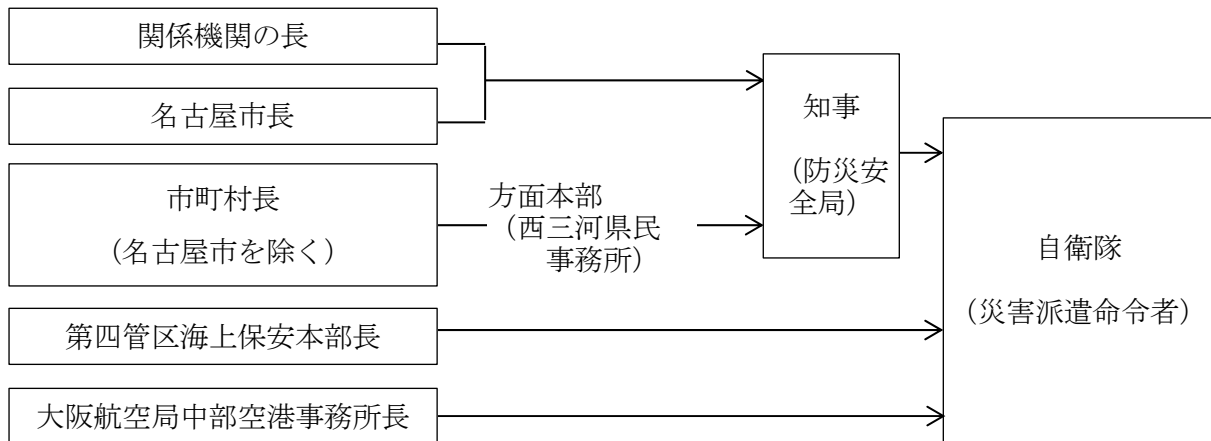 関係機関の長
名古屋市長
市町村長
（名古屋市を除く）
方面本部
（西三河県民
事務所）
知事
（防災安
全局）
自衛隊
（災害派遣命令者）
第四管区海上保安本部長
大阪航空局中部空港事務所長